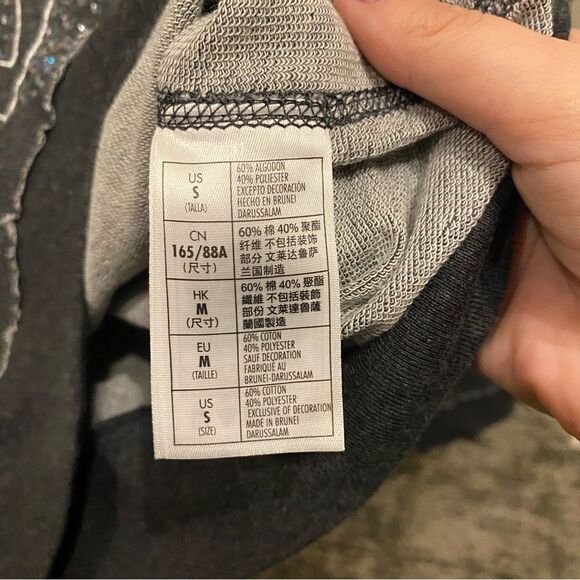 US
S
(TALLA)
60% ALGODON
40% POLIESTER
EXCEPTO DECORACIÓN
HECHO EN BRUNEI
DARUSSALAM
CN
165/88A
(尺寸)
60% 棉 40% 聚酯
纤维 不包括装饰
部分 文莱达鲁萨
兰国制造
HK
M
(尺寸)
60% 棉 40% 聚酯
纖維 不包括裝飾
部份 文萊達魯薩
蘭國製造
EU
M
(TAILLE)
60% COTON
40% POLYESTER
SAUF DECORATION
FABRIQUÉ AU
BRUNEI-DARUSSALAM
US
S
(SIZE)
60% COTTON
40% POLYESTER
EXCLUSIVE OF DECORATION
MADE IN BRUNEI
DARUSSALAM